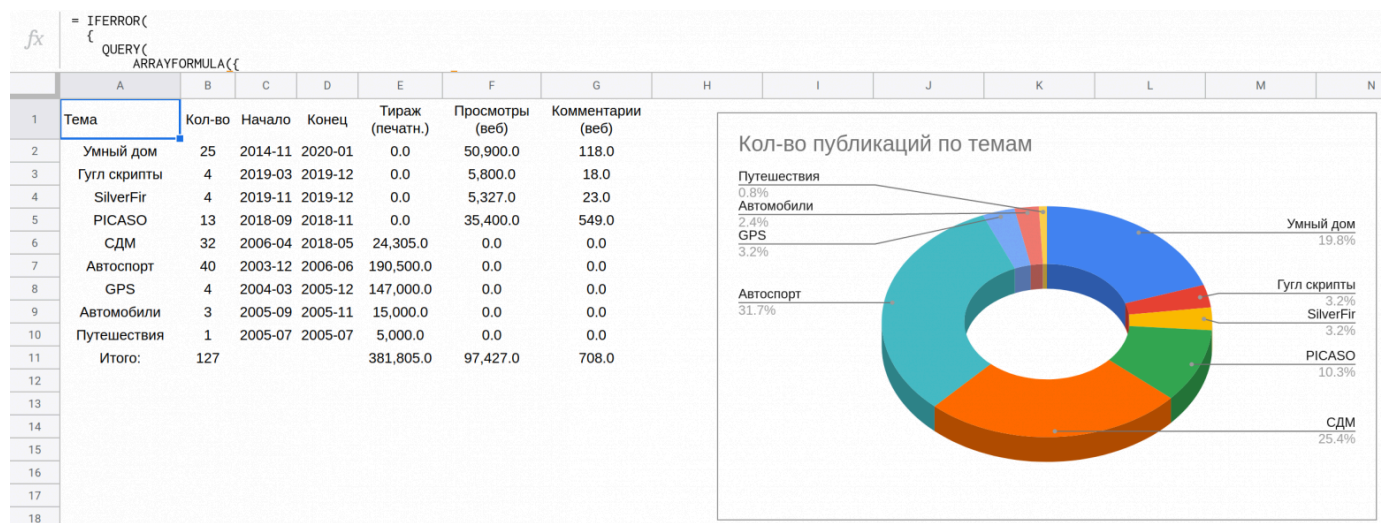 fx
= IFERROR(
{
QUERY(
ARRAYFORMULA({
A B C D E F G H I J K L M N
1 Тема Кол-во Начало Конец Тираж (печатн.) Просмотры (веб) Комментарии (веб)
2 Умный дом 25 2014-11 2020-01 0.0 50,900.0 118.0
3 Гугл скрипты 4 2019-03 2019-12 0.0 5,800.0 18.0
4 SilverFir 4 2019-11 2019-12 0.0 5,327.0 23.0
5 PICASO 13 2018-09 2018-11 0.0 35,400.0 549.0
6 СДМ 32 2006-04 2018-05 24,305.0 0.0 0.0
7 Автоспорт 40 2003-12 2006-06 190,500.0 0.0 0.0
8 GPS 4 2004-03 2005-12 147,000.0 0.0 0.0
9 Автомобили 3 2005-09 2005-11 15,000.0 0.0 0.0
10 Путешествия 1 2005-07 2005-07 5,000.0 0.0 0.0
11 Итого: 127 381,805.0 97,427.0 708.0
12
13
14
15
16
17
18
Кол-во публикаций по темам
Путешествия
0.8%
Автомобили
2.4%
GPS
3.2%
Автоспорт
31.7%
Умный дом
19.8%
Гугл скрипты
3.2%
SilverFir
3.2%
PICASO
10.3%
СДМ
25.4%